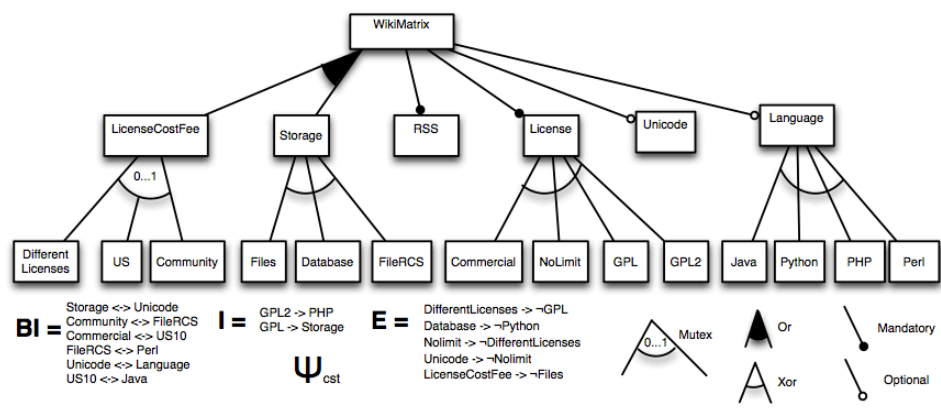 WikiMatrix
LicenseCostFee
Storage
RSS
License
Unicode
Language
0...1
Different
Licenses
US
Community
Files
Database
FileRCS
Commercial
NoLimit
GPL
GPL2
Java
Python
PHP
Perl
BI =
Storage <-> Unicode
Community <-> FileRCS
Commercial <-> US10
FileRCS <-> Perl
Unicode <-> Language
US10 <-> Java
I =
GPL2 -> PHP
GPL -> Storage
Ψcst
E =
DifferentLicenses -> ¬GPL
Database -> ¬Python
Nolimit -> ¬DifferentLicenses
Unicode -> ¬Nolimit
LicenseCostFee -> ¬Files
0...1
Mutex
Or
Xor
Mandatory
Optional